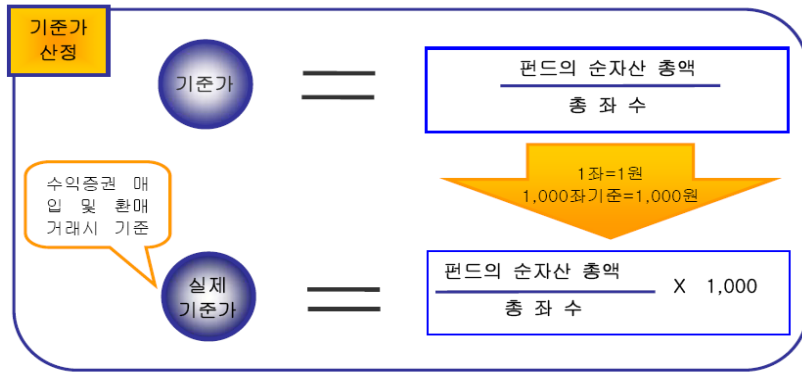 기준가
산정
기준가
펀드의 순자산 총액
총 좌 수
1좌=1원
1,000좌기준=1,000원
수익증권 매
입 및 환매
거래시 기준
실제
기준가
펀드의 순자산 총액
X 1,000
총 좌 수